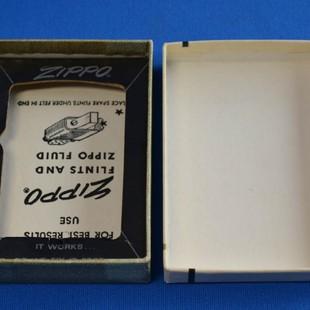 ZIPPO
FOR BEST RESULTS
USE
ZIPPO®
FLINTS AND
ZIPPO FLUID
SPARE FLINTS UNDER FELT IN END
IT WORKS...